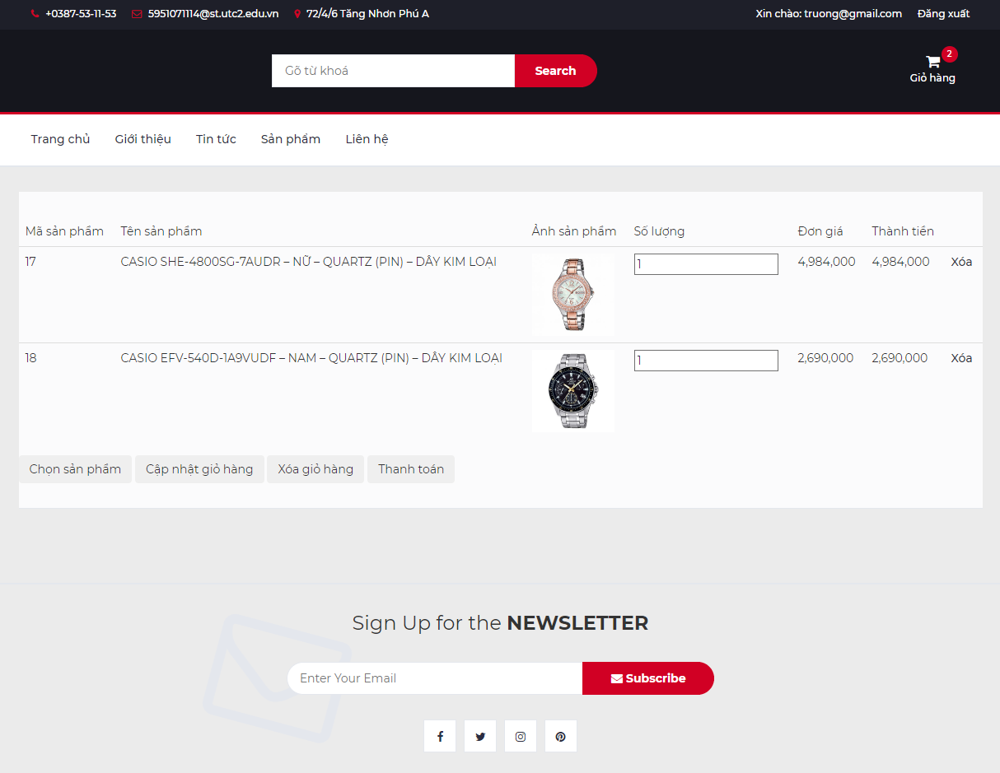 +0387-53-11-53 5951071114@st.utc2.edu.vn 72/4/6 Tăng Nhơn Phú A Xin chào: truong@gmail.com Đăng xuất
Gõ từ khoá Search 2
Giỏ hàng
Trang chủ Giới thiệu Tin tức Sản phẩm Liên hệ
Mã sản phẩm Tên sản phẩm Ảnh sản phẩm Số lượng Đơn giá Thành tiền
17 CASIO SHE-4800SG-7AUDR – NỮ – QUARTZ (PIN) – DÂY KIM LOẠI 1 4,984,000 4,984,000 Xóa
18 CASIO EFV-540D-1A9VUDF – NAM – QUARTZ (PIN) – DÂY KIM LOẠI 1 2,690,000 2,690,000 Xóa
Chọn sản phẩm Cập nhật giỏ hàng Xóa giỏ hàng Thanh toán
Sign Up for the NEWSLETTER
Enter Your Email Subscribe